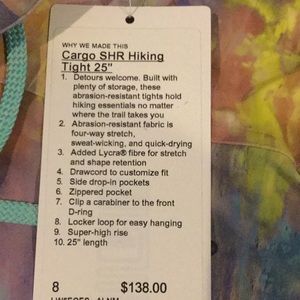 WHY WE MADE THIS
Cargo SHR Hiking
Tight 25"
1. Detours welcome. Built with
plenty of storage, these
abrasion-resistant tights hold
hiking essentials no matter
where the trail takes you
2. Abrasion-resistant fabric is
four-way stretch,
sweat-wicking, and quick-drying
3. Added Lycra® fibre for stretch
and shape retention
4. Drawcord to customize fit
5. Side drop-in pockets
6. Zippered pocket
7. Clip a carabiner to the front
D-ring
8. Locker loop for easy hanging
9. Super-high rise
10. 25" length
8 $138.00